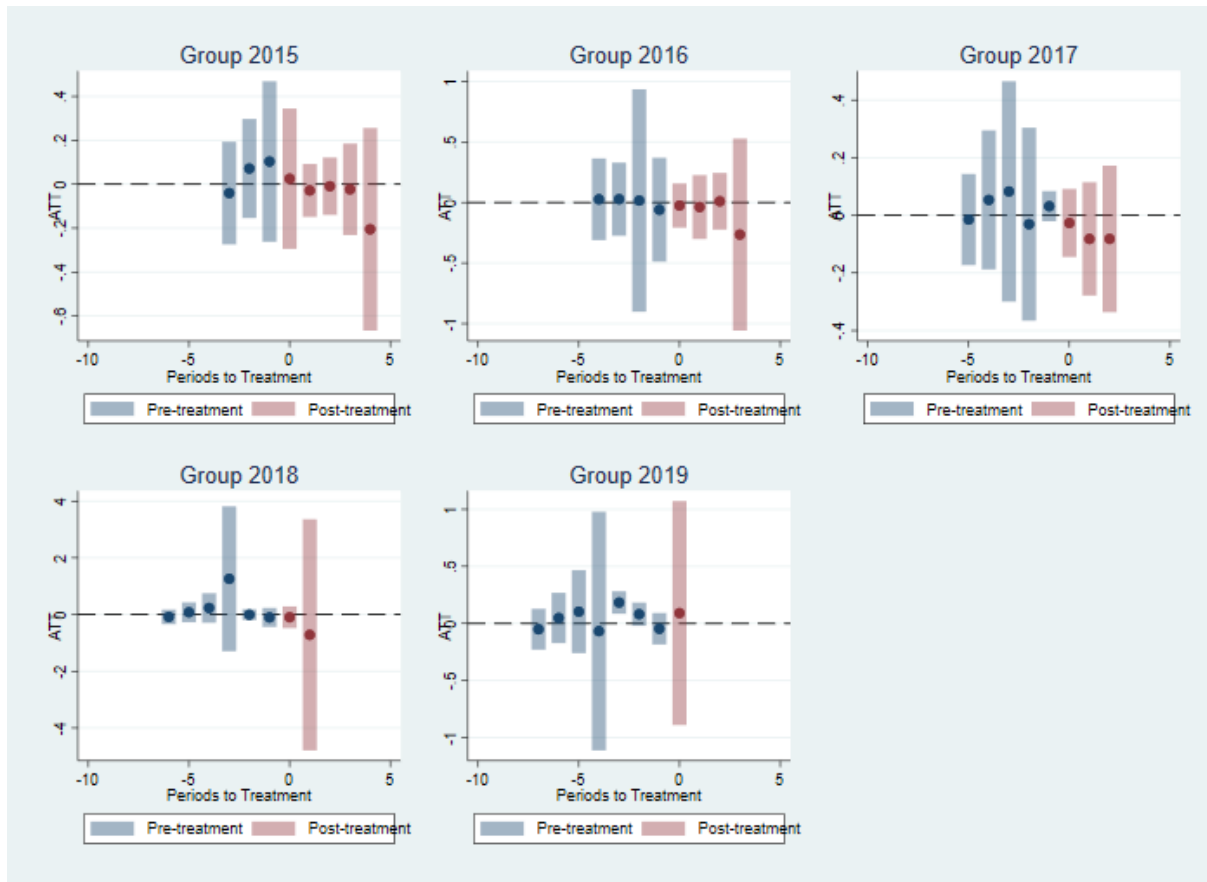 Group 2015
Group 2016
Group 2017
.4
.2
0
-.2
-.4
-.6
ATT
-10
-5
0
5
Periods to Treatment
Pre-treatment
Post-treatment
1
.5
0
-.5
-1
ATT
-10
-5
0
5
Periods to Treatment
Pre-treatment
Post-treatment
.4
.2
0
-.2
-.4
ATT
-10
-5
0
5
Periods to Treatment
Pre-treatment
Post-treatment
Group 2018
Group 2019
4
2
0
-2
-4
ATT
-10
-5
0
5
Periods to Treatment
Pre-treatment
Post-treatment
1
.5
0
-.5
-1
ATT
-10
-5
0
5
Periods to Treatment
Pre-treatment
Post-treatment